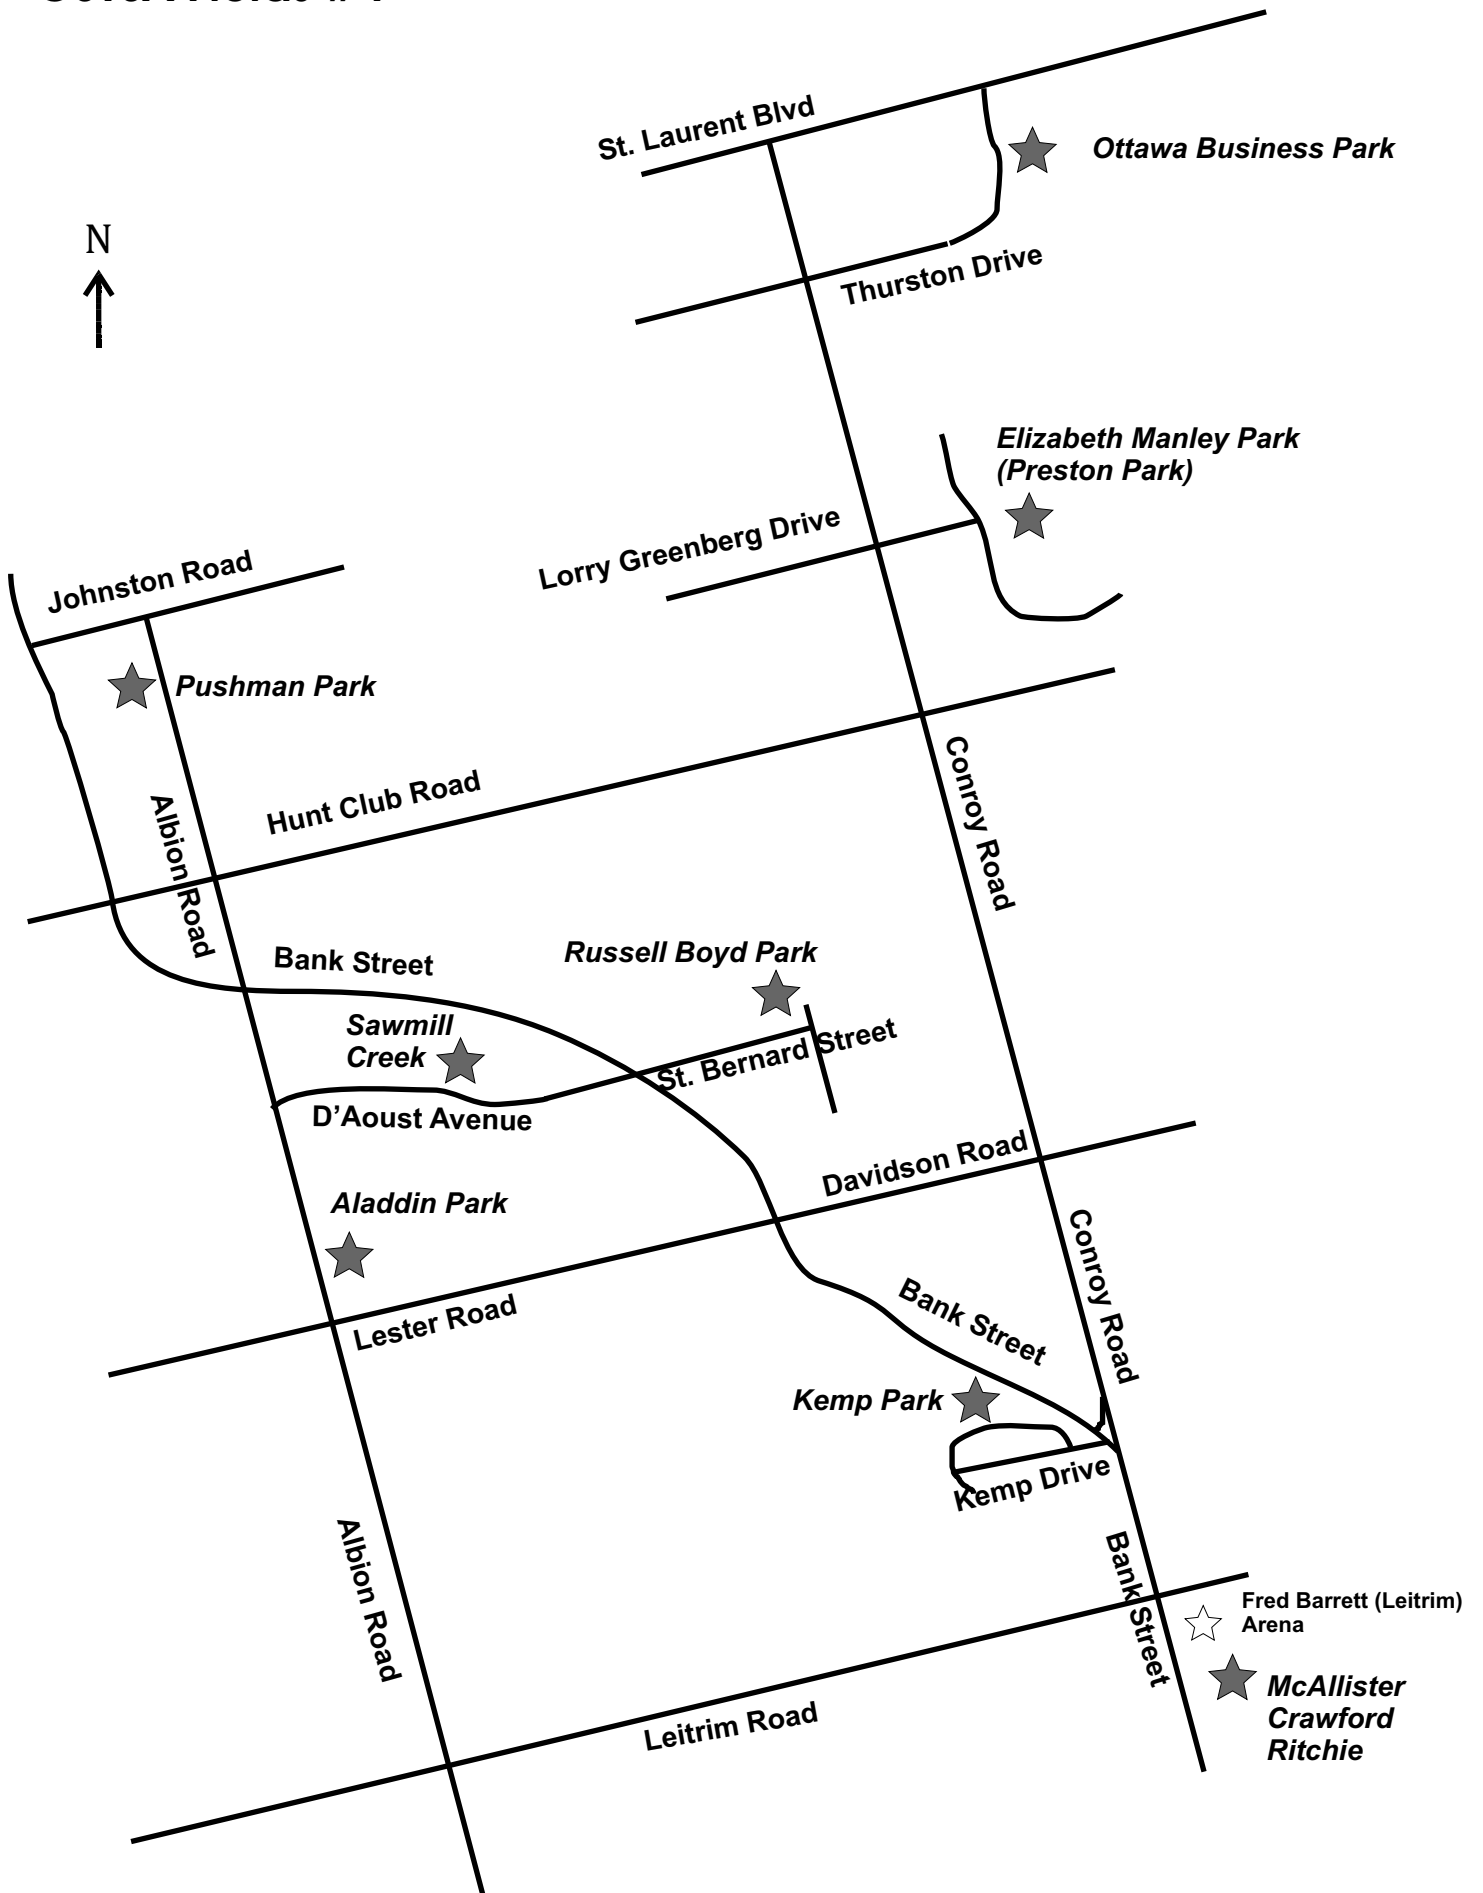 St. Laurent Blvd
Ottawa Business Park
N
Thurston Drive
Elizabeth Manley Park
(Preston Park)
Lorry Greenberg Drive
Johnston Road
Pushman Park
Hunt Club Road
Conroy Road
Albion Road
Bank Street
Russell Boyd Park
Sawmill
Creek
St. Bernard Street
D’Aoust Avenue
Davidson Road
Aladdin Park
Lester Road
Conroy Road
Bank Street
Kemp Park
Kemp Drive
Albion Road
Bank Street
Fred Barrett (Leitrim)
Arena
McAllister
Crawford
Ritchie
Leitrim Road